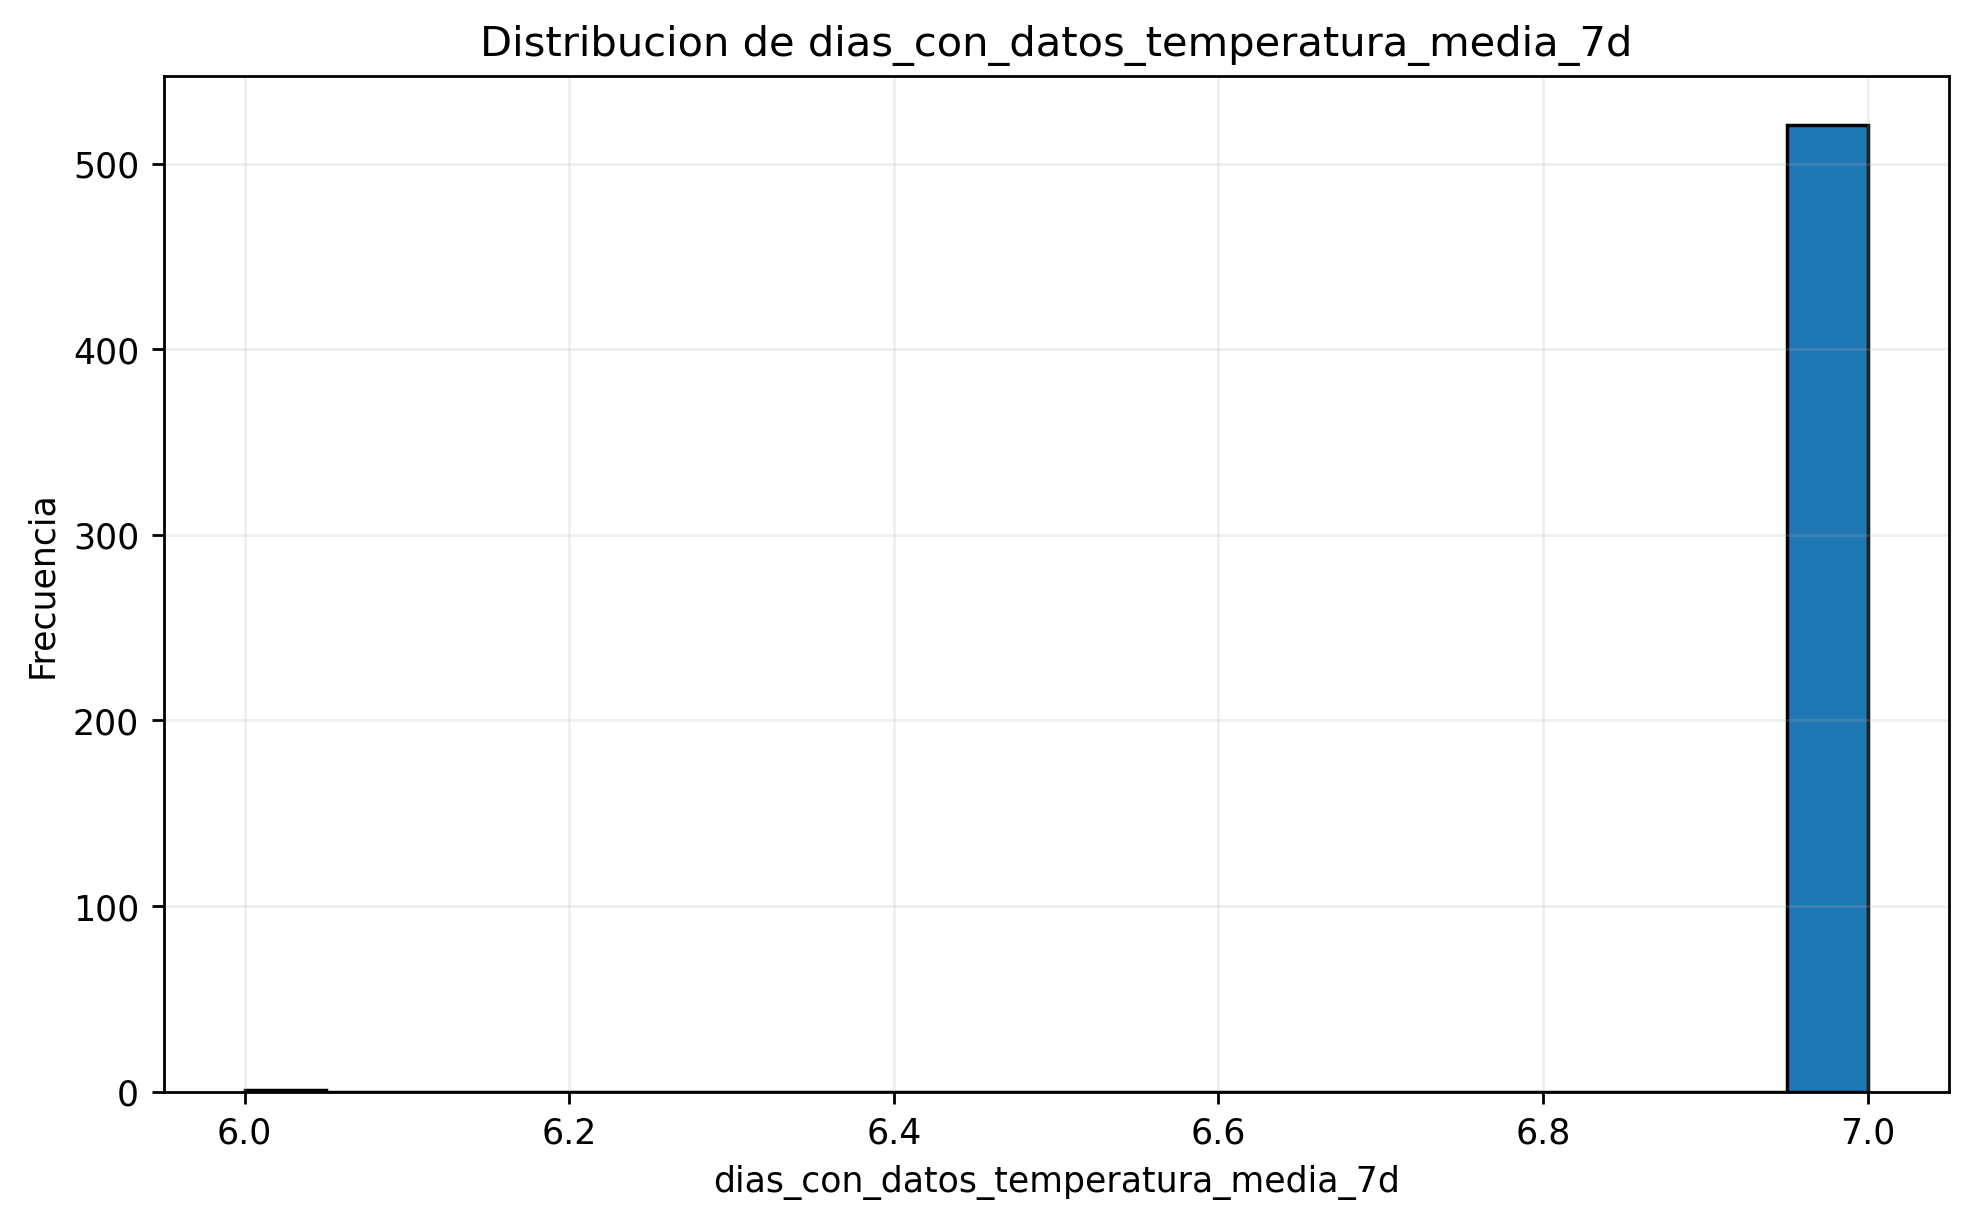 Distribucion de dias_con_datos_temperatura_media_7d
500
400
300
200
100
0
Frecuencia
6.0 6.2 6.4 6.6 6.8 7.0
dias_con_datos_temperatura_media_7d